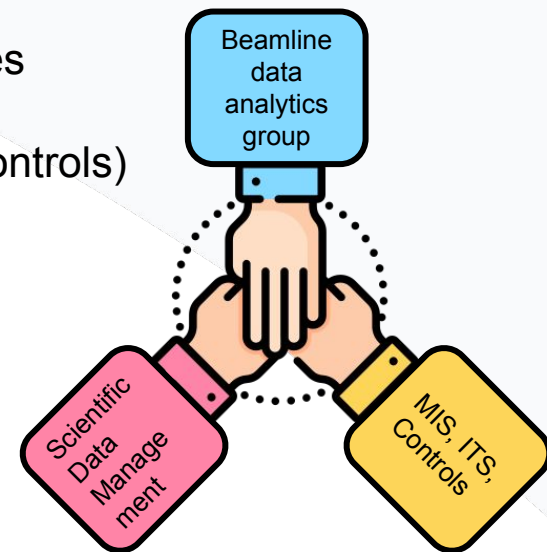 es
ontrols)
Beamline
data
analytics
group
Scientific
Data
Manage
ment
MIS, ITS,
Controls